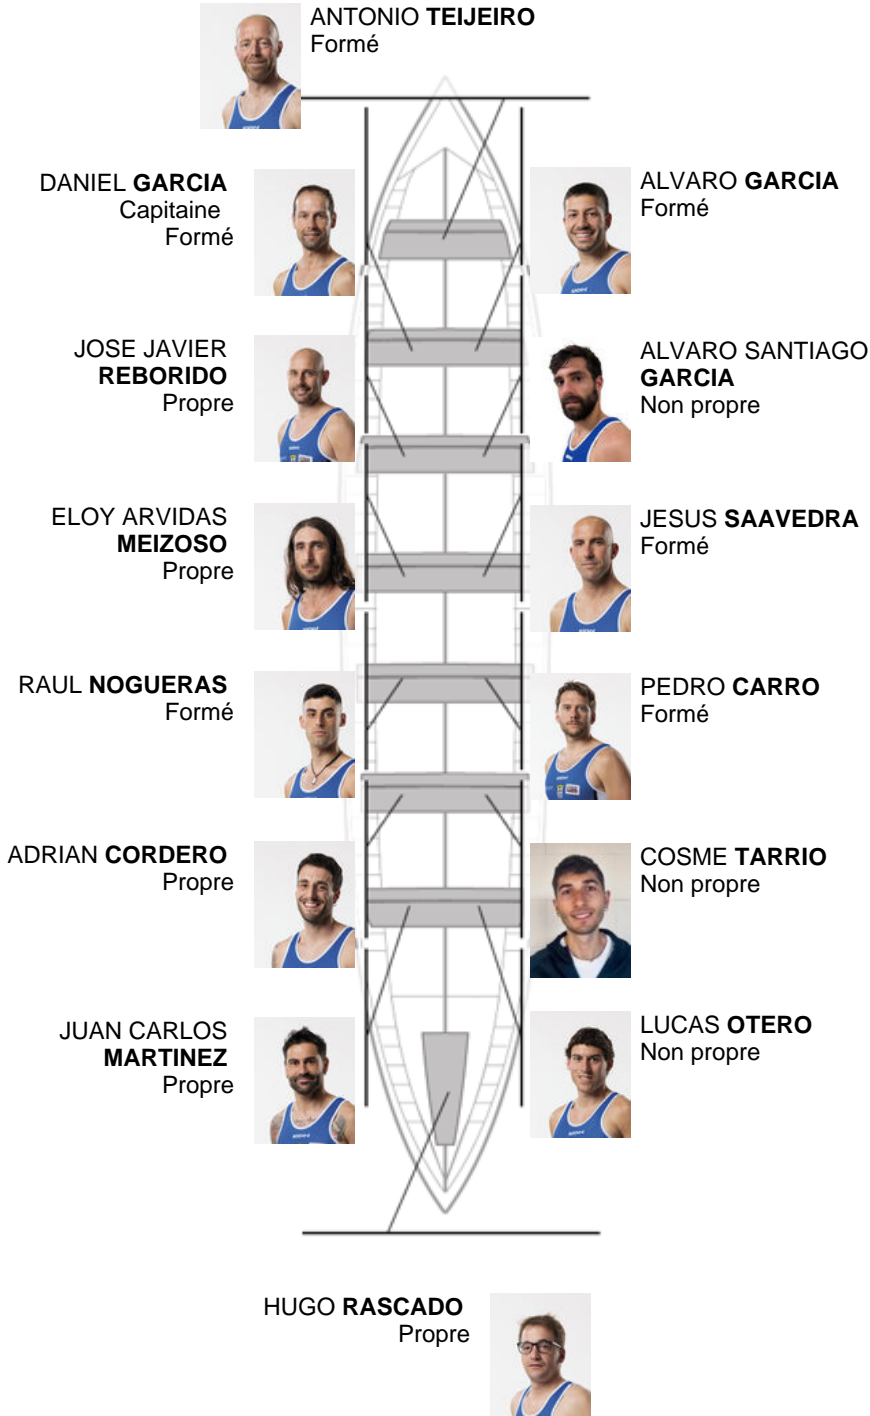 ANTONIO TEIJEIRO
Formé
DANIEL GARCIA
Capitaine
Formé
ALVARO GARCIA
Formé
JOSE JAVIER
REBORIDO
Propre
ALVARO SANTIAGO
GARCIA
Non propre
ELOY ARVIDAS
MEIZOSO
Propre
JESUS SAAVEDRA
Formé
RAUL NOGUERAS
Formé
PEDRO CARRO
Formé
ADRIAN CORDERO
Propre
COSME TARRIO
Non propre
JUAN CARLOS
MARTINEZ
Propre
LUCAS OTERO
Non propre
HUGO RASCADO
Propre